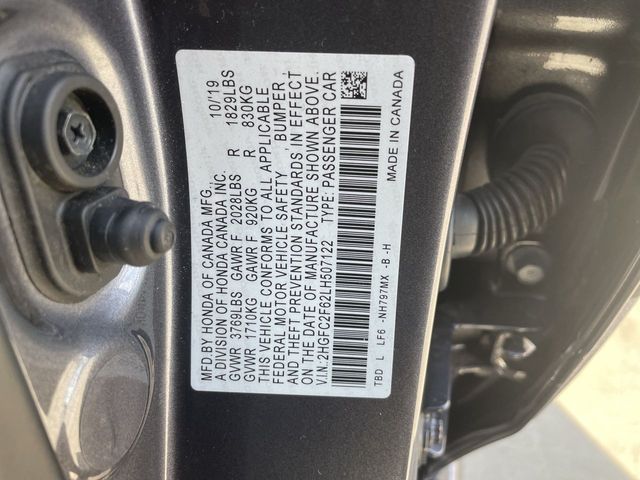 MFD.BY HONDA OF CANADA MFG. 10/19
A DIVISION OF HONDA CANADA INC.
GVWR 3769LBS GAWR F 2028LBS R 1829LBS
GVWR 1710KG GAWR F 920KG R 830KG
THIS VEHICLE CONFORMS TO ALL APPLICABLE
FEDERAL MOTOR VEHICLE SAFETY , BUMPER,
AND THEFT PREVENTION STANDARDS IN EFFECT
ON THE DATE OF MANUFACTURE SHOWN ABOVE.
V.I.N.:2HGFC2F62LH507122 TYPE: PASSENGER CAR
TBD L LF6 -NH797MX -B -H MADE IN CANADA